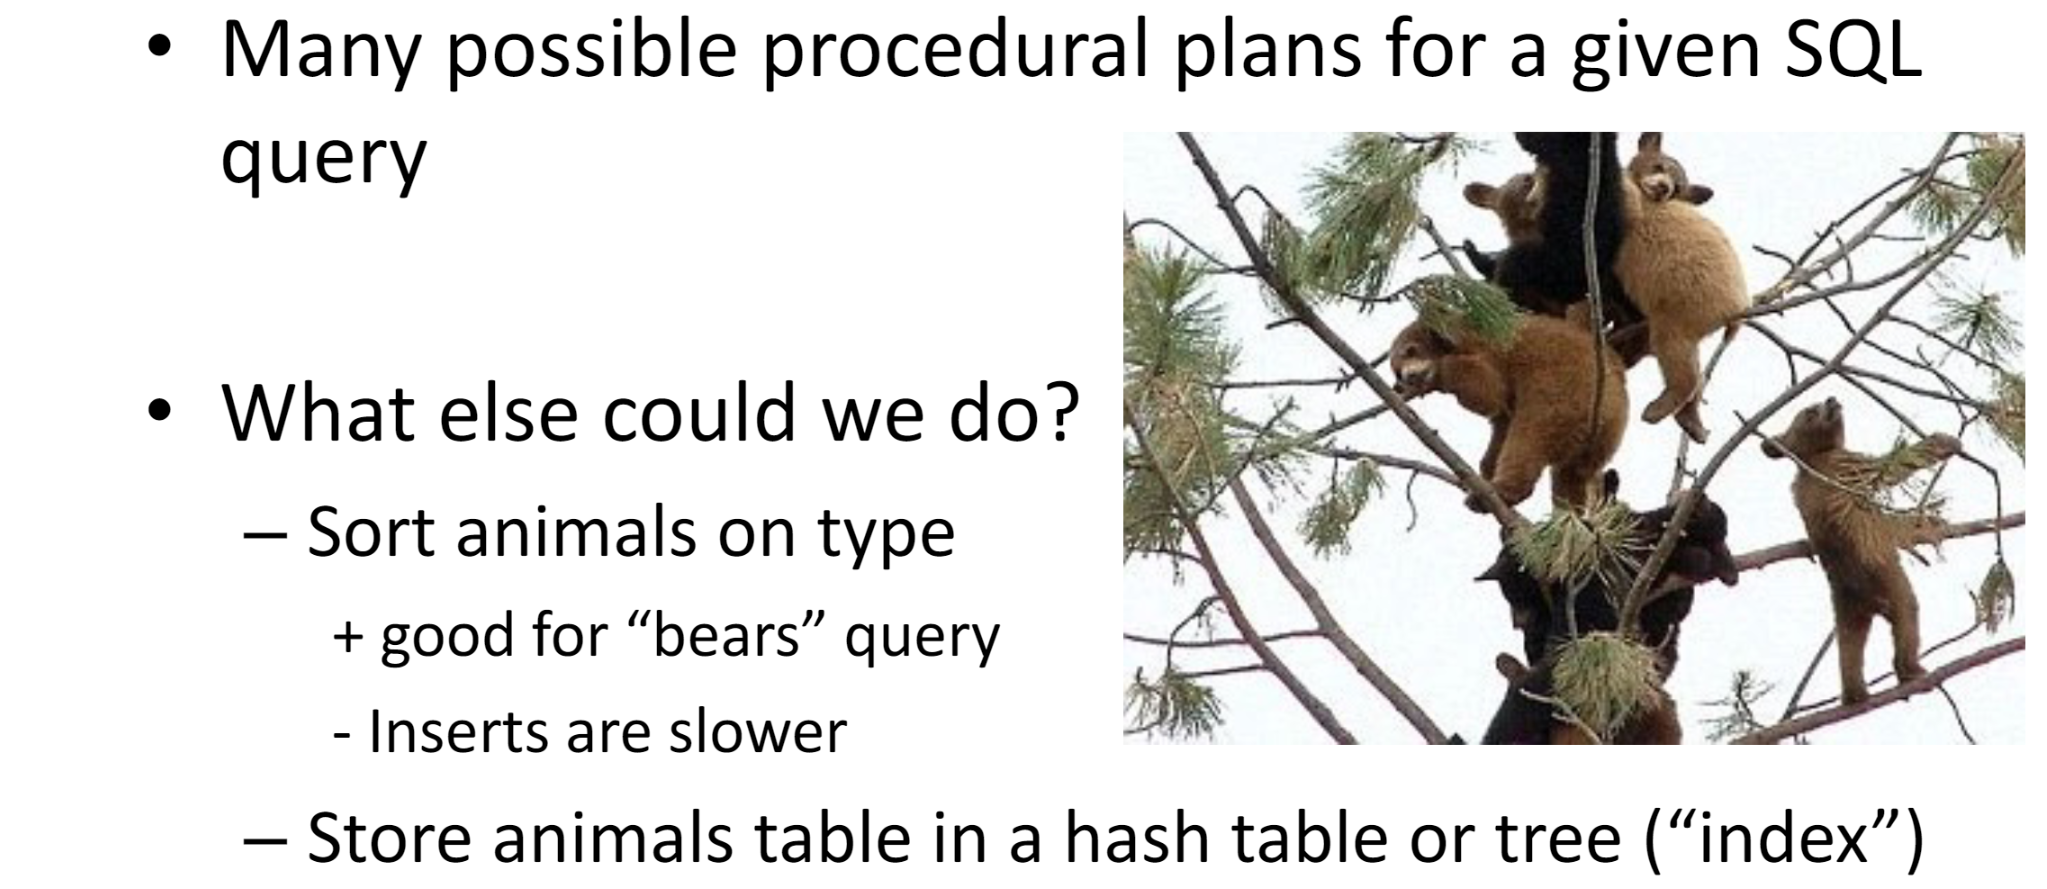 • Many possible procedural plans for a given SQL
query
• What else could we do?
– Sort animals on type
+ good for “bears” query
- Inserts are slower
– Store animals table in a hash table or tree (“index”)